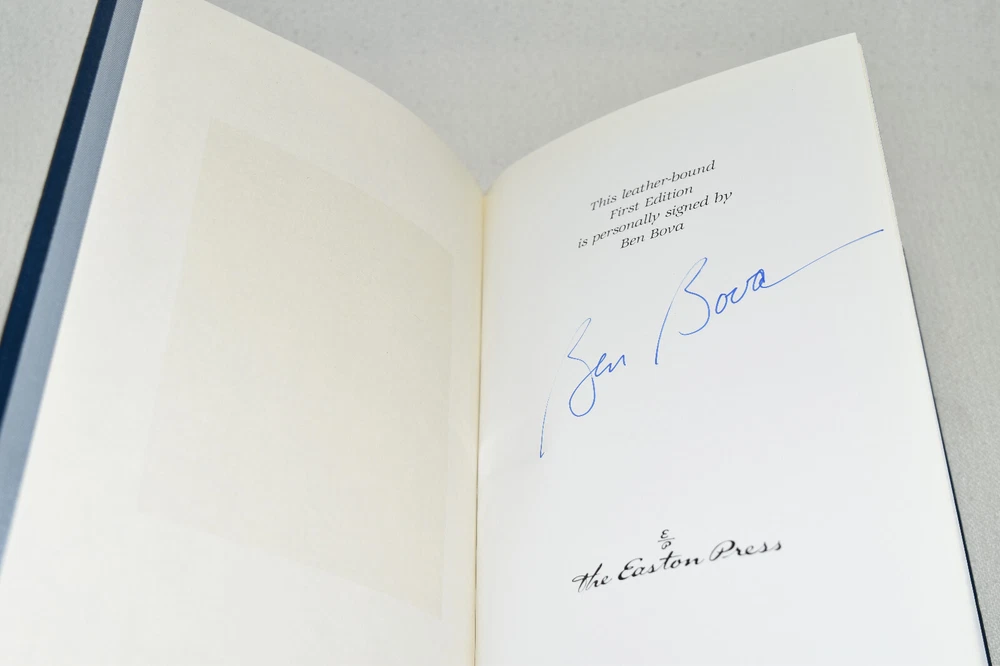 This leather-bound
First Edition
is personally signed by
Ben Bova
Ben Bova
E
P
the Easton Press